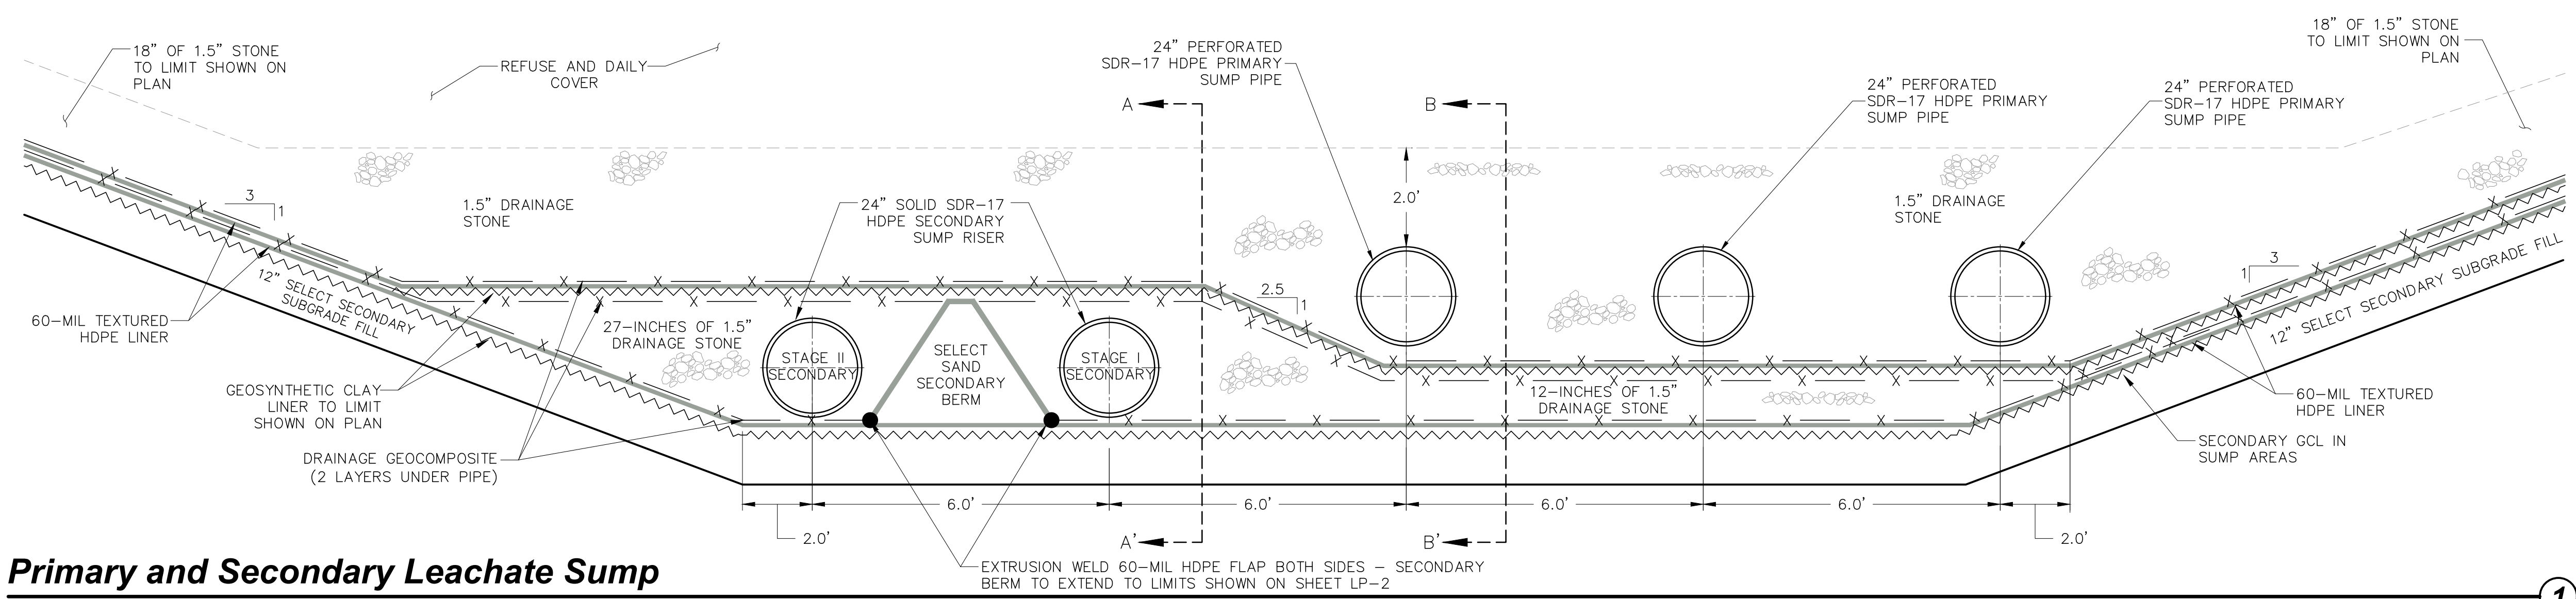 18" OF 1.5" STONE
TO LIMIT SHOWN ON
PLAN
REFUSE AND DAILY
COVER
24" PERFORATED
SDR-17 HDPE PRIMARY
SUMP PIPE
A
B
24" PERFORATED
SDR-17 HDPE PRIMARY
SUMP PIPE
24" PERFORATED
SDR-17 HDPE PRIMARY
SUMP PIPE
18" OF 1.5" STONE
TO LIMIT SHOWN ON
PLAN
3
1
1.5" DRAINAGE
STONE
24" SOLID SDR-17
HDPE SECONDARY
SUMP RISER
2.0'
1.5" DRAINAGE
STONE
2.5
1
3
1
12" SELECT SECONDARY
SUBGRADE FILL
12" SELECT SECONDARY SUBGRADE FILL
60-MIL TEXTURED
HDPE LINER
27-INCHES OF 1.5"
DRAINAGE STONE
STAGE II
SECONDARY
SELECT
SAND
SECONDARY
BERM
STAGE I
SECONDARY
GEOSYNTHETIC CLAY
LINER TO LIMIT
SHOWN ON PLAN
12-INCHES OF 1.5"
DRAINAGE STONE
60-MIL TEXTURED
HDPE LINER
DRAINAGE GEOCOMPOSITE
(2 LAYERS UNDER PIPE)
SECONDARY GCL IN
SUMP AREAS
6.0'
6.0'
6.0'
6.0'
2.0'
A'
B'
2.0'
EXTRUSION WELD 60-MIL HDPE FLAP BOTH SIDES - SECONDARY
BERM TO EXTEND TO LIMITS SHOWN ON SHEET LP-2
Primary and Secondary Leachate Sump
1